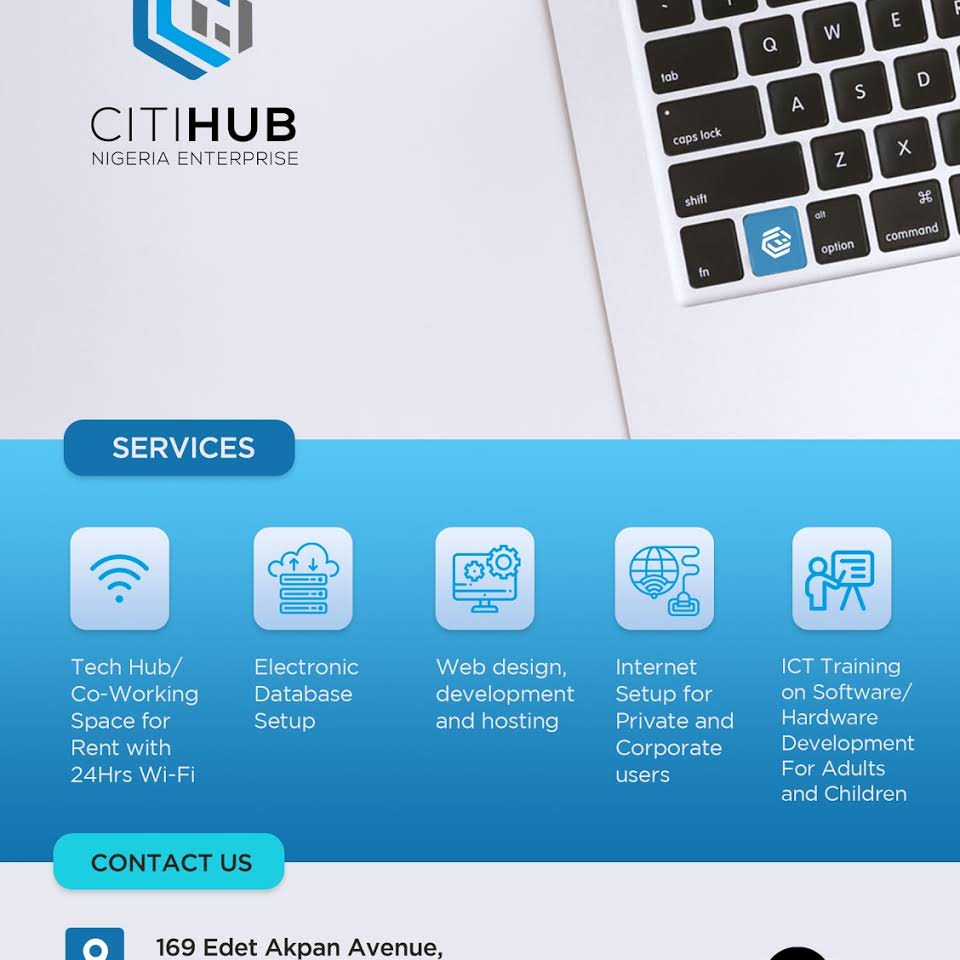 CITIHUB
NIGERIA ENTERPRISE
Q
W
E
tab
A
S
D
caps lock
Z
X
shift
fn
alt
option
⌘
command
SERVICES
Tech Hub/
Co-Working
Space for
Rent with
24Hrs Wi-Fi
Electronic
Database
Setup
Web design,
development
and hosting
Internet
Setup for
Private and
Corporate
users
ICT Training
on Software/
Hardware
Development
For Adults
and Children
CONTACT US
169 Edet Akpan Avenue,